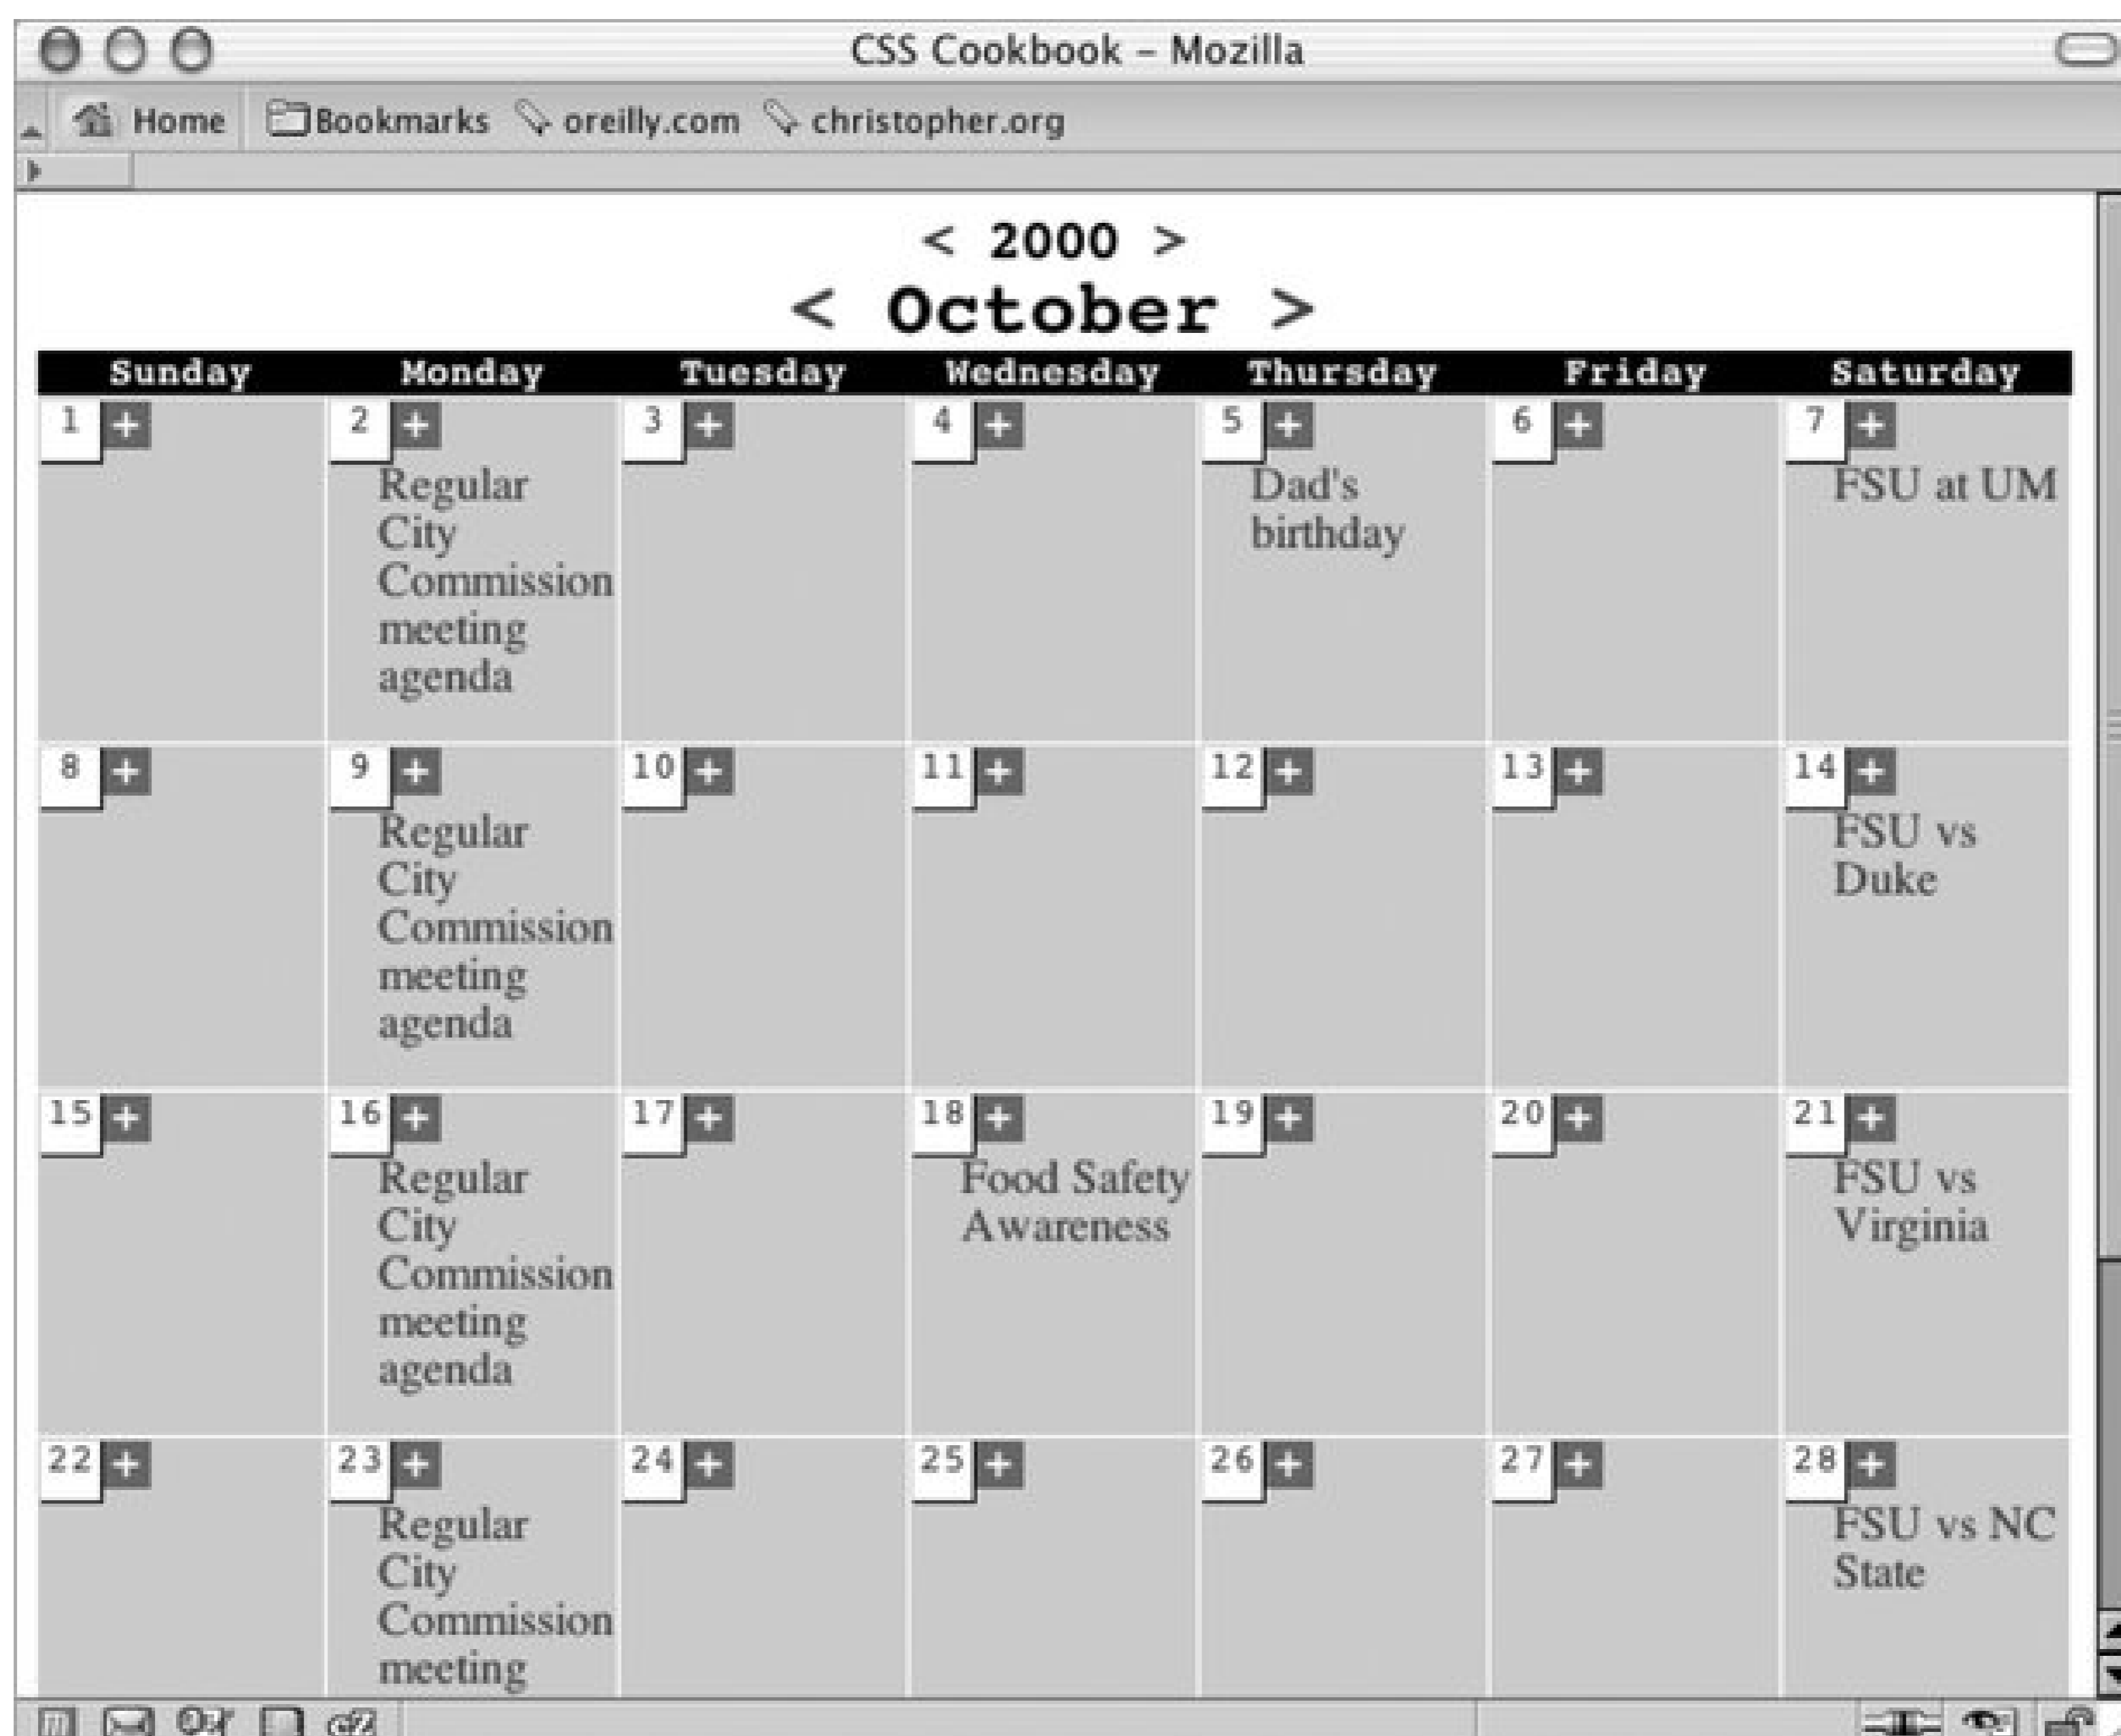 CSS Cookbook – Mozilla
Home Bookmarks oreilly.com christopher.org
< 2000 >
< October >
Sunday Monday Tuesday Wednesday Thursday Friday Saturday
1 + 2 + 3 + 4 + 5 + 6 + 7 +
Regular
City
Commission
meeting
agenda
Dad's
birthday
FSU at UM
8 + 9 + 10 + 11 + 12 + 13 + 14 +
Regular
City
Commission
meeting
agenda
FSU vs
Duke
15 + 16 + 17 + 18 + 19 + 20 + 21 +
Regular
City
Commission
meeting
agenda
Food Safety
Awareness
FSU vs
Virginia
22 + 23 + 24 + 25 + 26 + 27 + 28 +
Regular
City
Commission
meeting
FSU vs NC
State